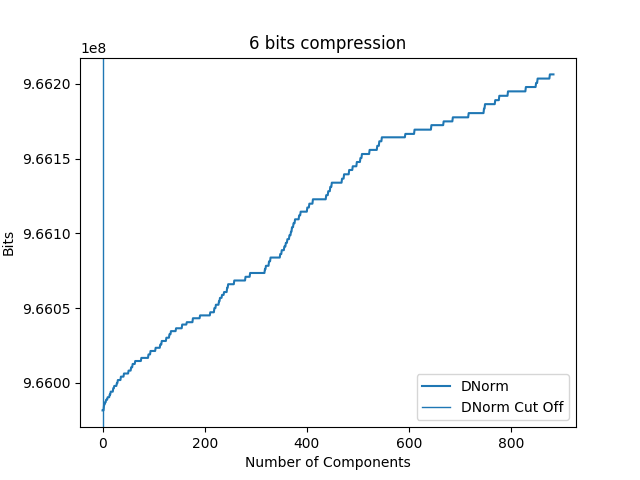 6 bits compression
1e8
9.6620
9.6615
9.6610
9.6605
9.6600
Bits
0 200 400 600 800
Number of Components
DNorm
DNorm Cut Off